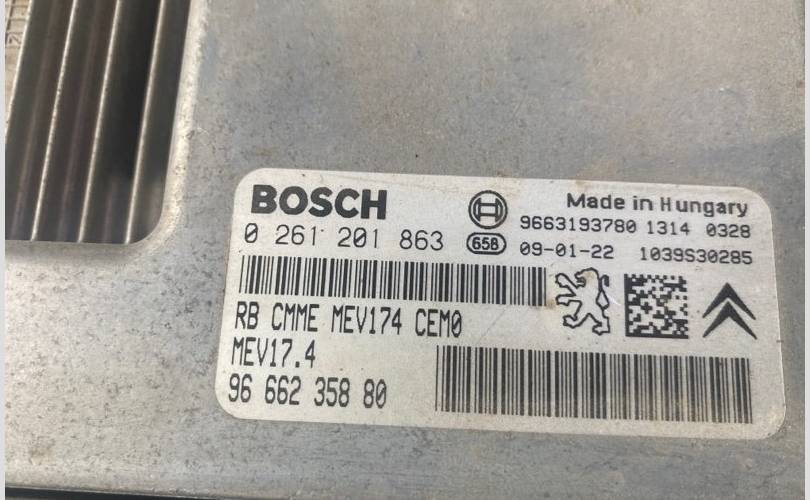 BOSCH
Made in Hungary
0 261 201 863
9663193780 1314 0328
658
09-01-22 1039S30285
RB CMME MEV174 CEM0
MEV17.4
96 662 358 80